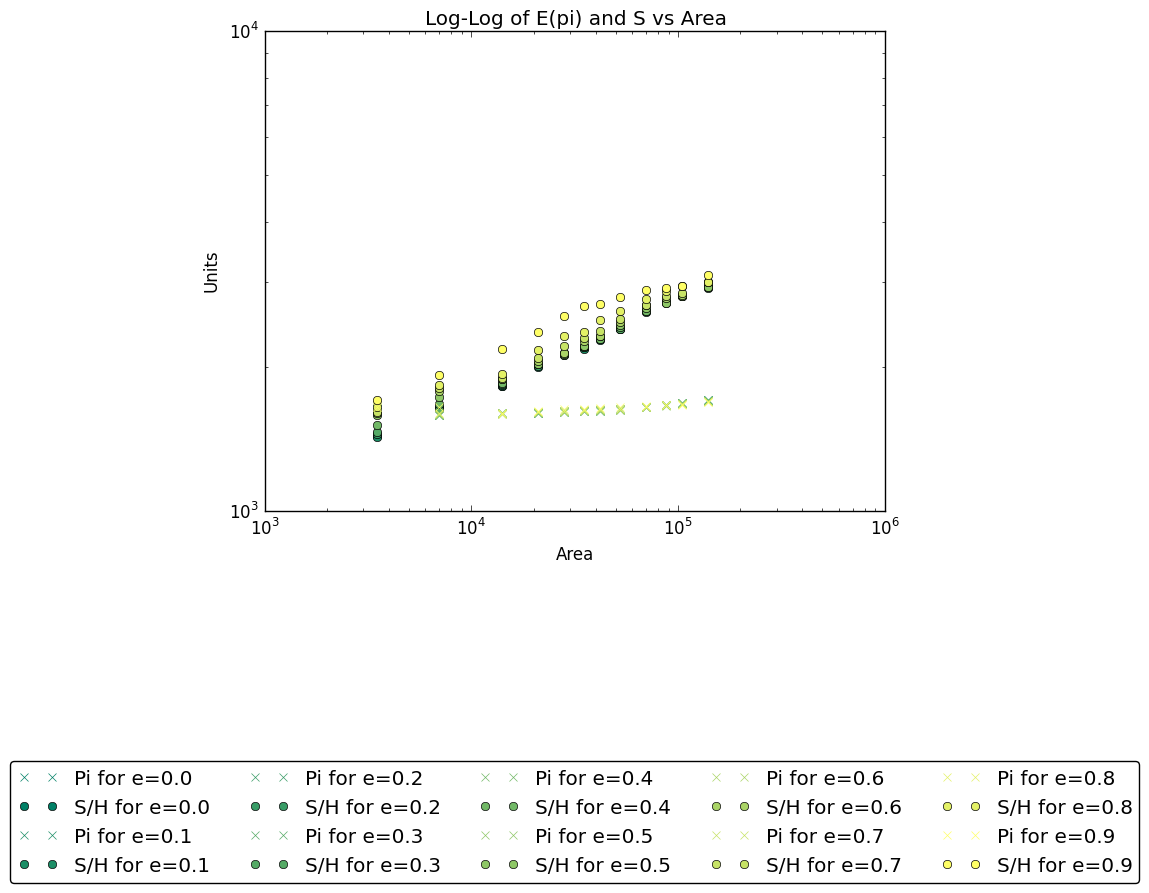 Log-Log of E(pi) and S vs Area
10^4
Units
10^3
10^3 10^4 10^5 10^6
Area
Pi for e=0.0 Pi for e=0.2 Pi for e=0.4 Pi for e=0.6 Pi for e=0.8
S/H for e=0.0 S/H for e=0.2 S/H for e=0.4 S/H for e=0.6 S/H for e=0.8
Pi for e=0.1 Pi for e=0.3 Pi for e=0.5 Pi for e=0.7 Pi for e=0.9
S/H for e=0.1 S/H for e=0.3 S/H for e=0.5 S/H for e=0.7 S/H for e=0.9